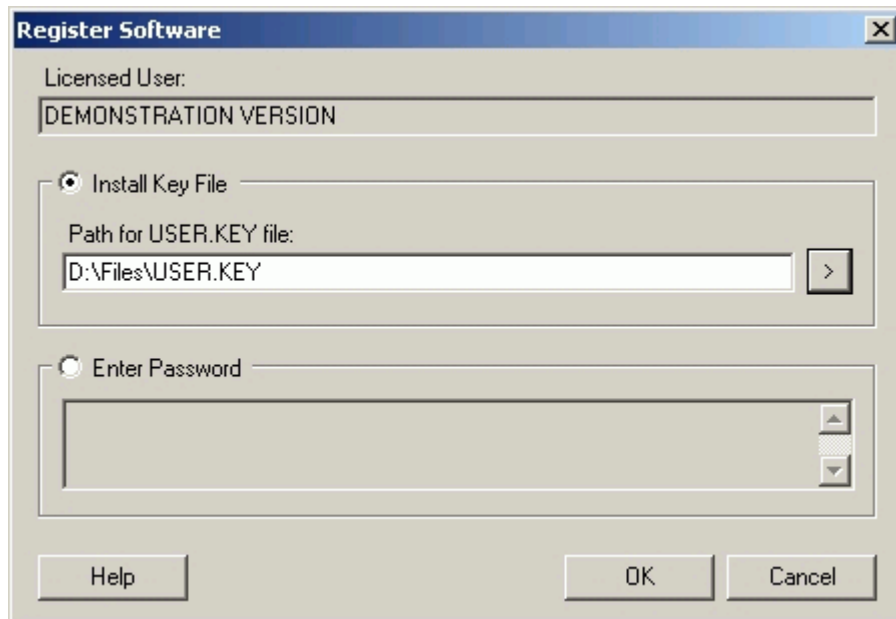 Register Software
Licensed User:
DEMONSTRATION VERSION
Install Key File
Path for USER.KEY file:
D:\Files\USER.KEY
>
Enter Password
Help
OK
Cancel